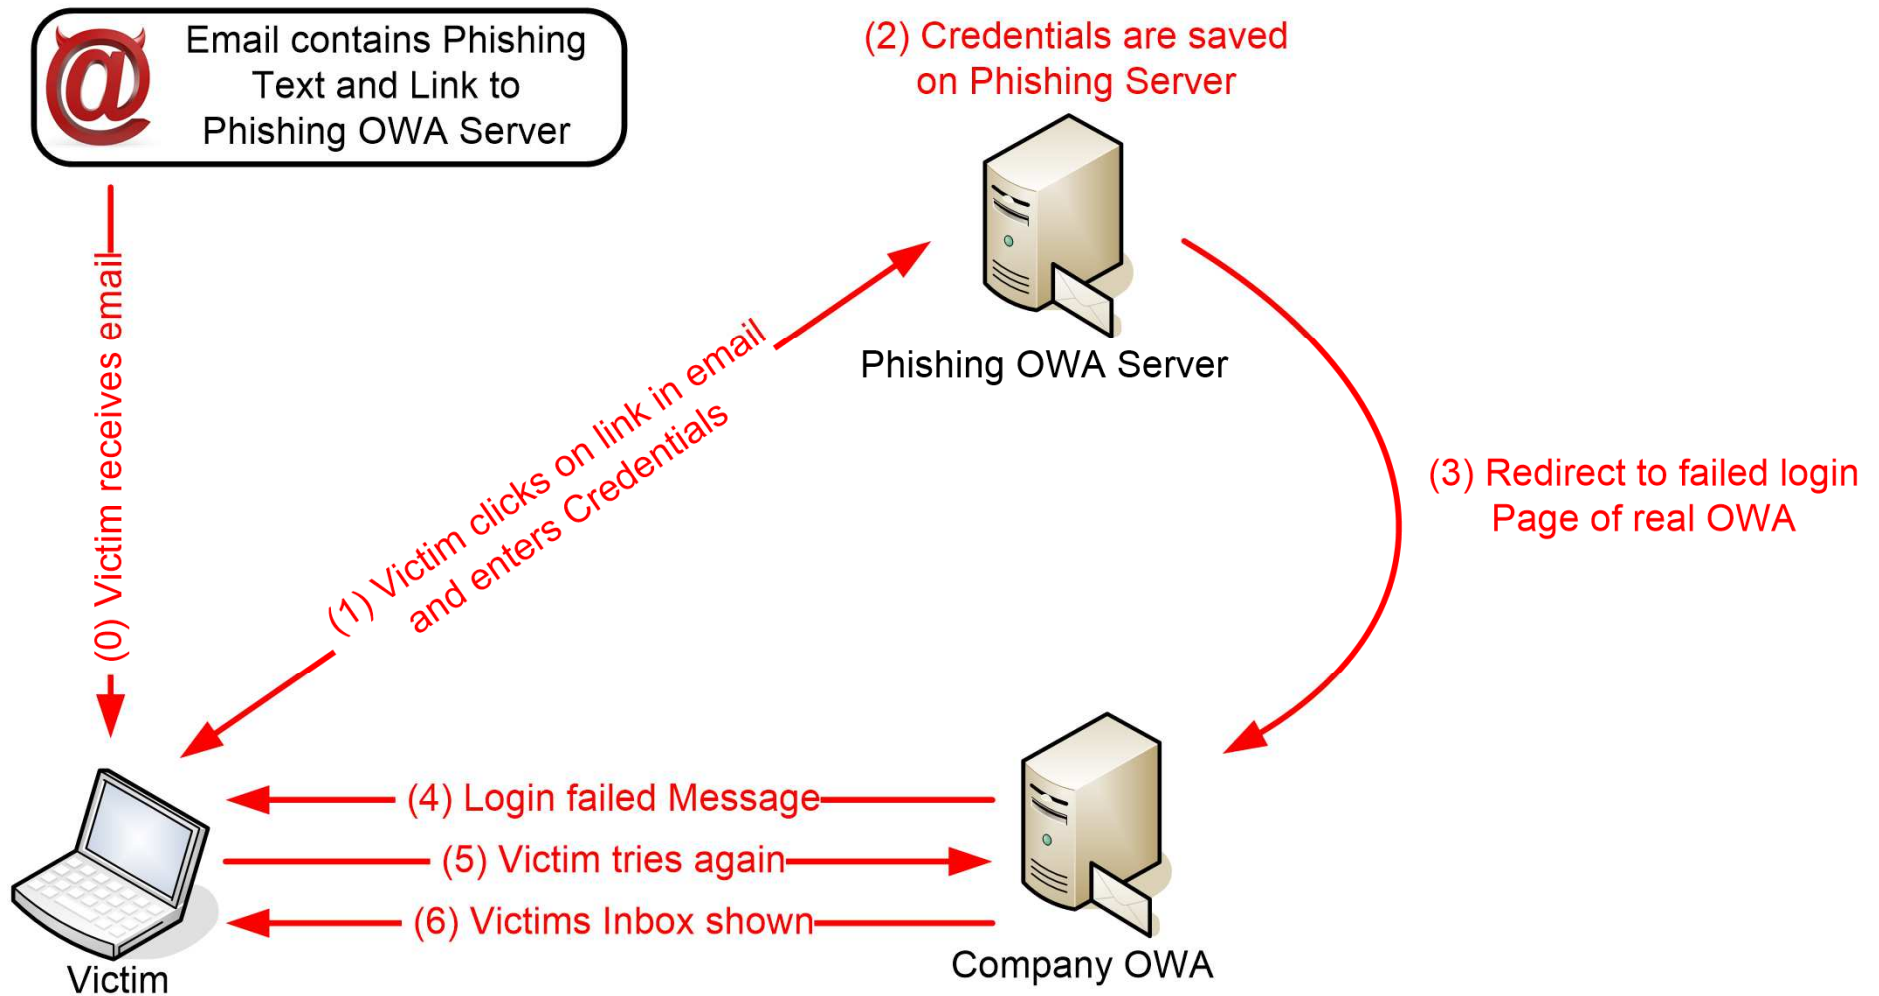 Email contains Phishing
Text and Link to
Phishing OWA Server
(2) Credentials are saved
on Phishing Server
(0) Victim receives email
(1) Victim clicks on link in email
and enters Credentials
Phishing OWA Server
(3) Redirect to failed login
Page of real OWA
(4) Login failed Message
(5) Victim tries again
(6) Victims Inbox shown
Victim
Company OWA